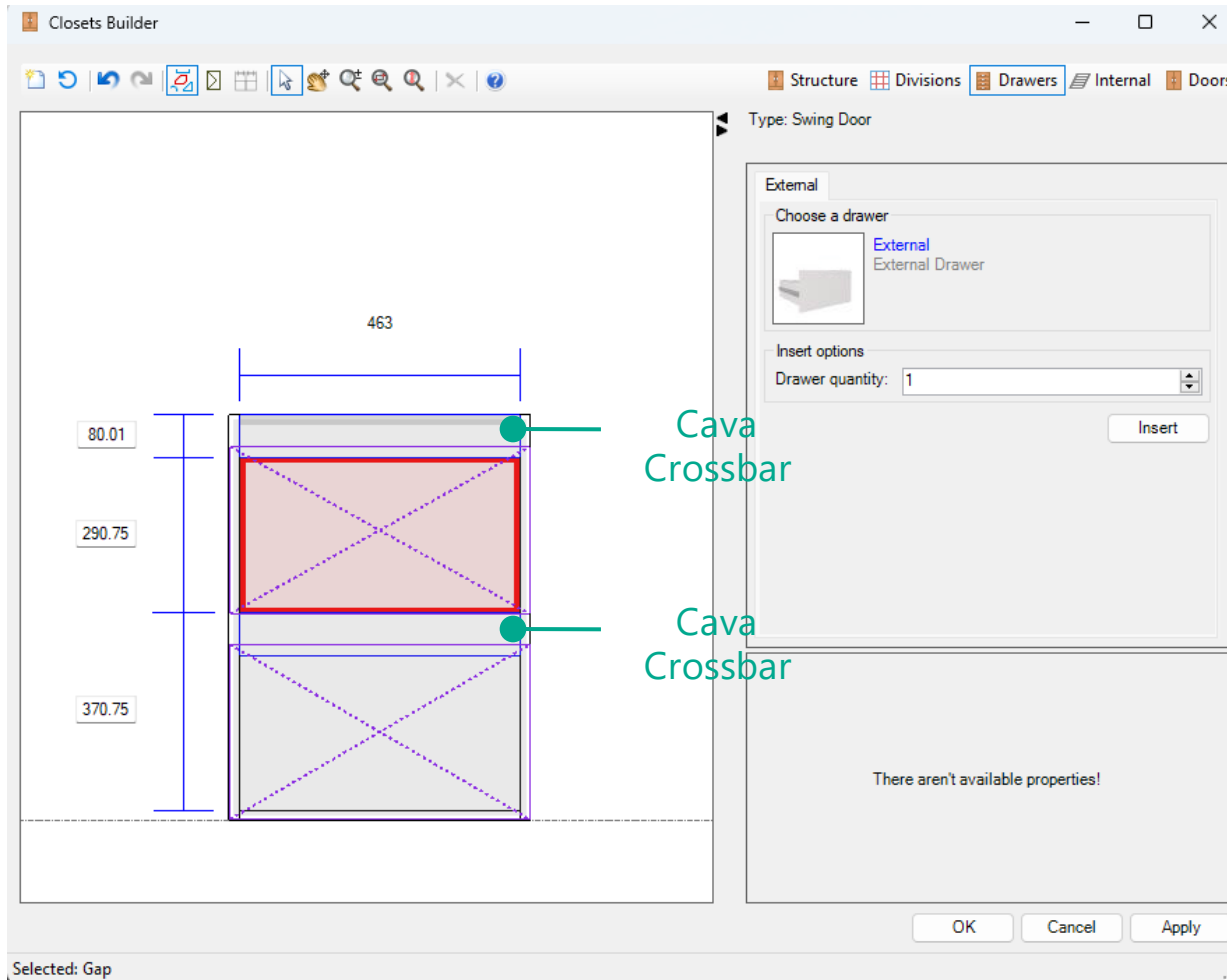 Closets Builder
Structure Divisions Drawers Internal Doors
Type: Swing Door
External
Choose a drawer
External
External Drawer
Insert options
Drawer quantity: 1
Insert
463
80.01
290.75
370.75
Cava
Crossbar
Cava
Crossbar
There aren't available properties!
OK Cancel Apply
Selected: Gap